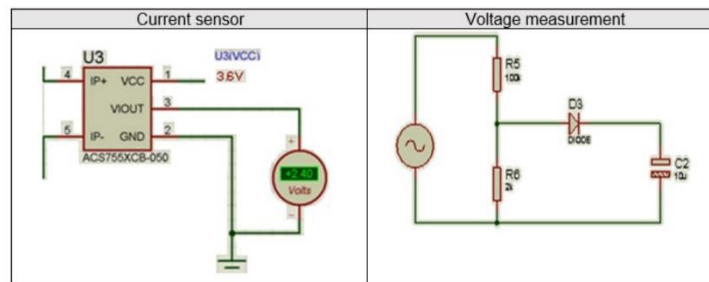 Current sensor
Voltage measurement
U3
U3(VCC)
3.6V
4 IP+ VCC 1
VIOUT 3
5 IP- GND 2
ACS755XCB-050
+
+2.40
Volts
−
R5
100k
D3
DIODE
R6
2k
C2
10u